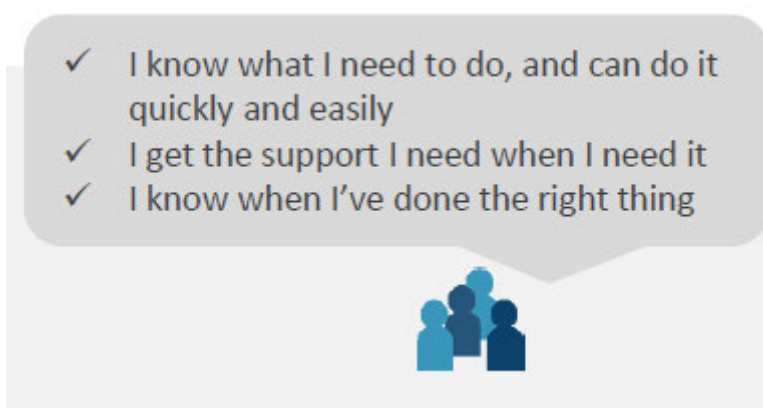 ✓ I know what I need to do, and can do it
quickly and easily
✓ I get the support I need when I need it
✓ I know when I’ve done the right thing